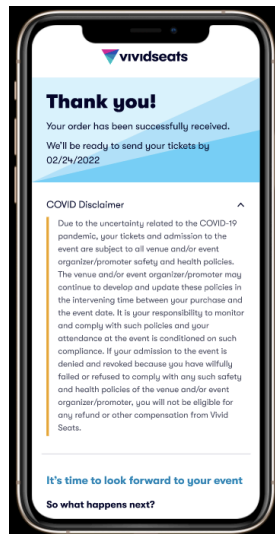 vividseats
Thank you!
Your order has been successfully received.
We'll be ready to send your tickets by
02/24/2022
COVID Disclaimer
Due to the uncertainty related to the COVID-19
pandemic, your tickets and admission to the
event are subject to all venue and/or event
organizer/promoter safety and health policies.
The venue and/or event organizer/promoter may
continue to develop and update these policies in
the intervening time between your purchase and
the event date. It is your responsibility to monitor
and comply with such policies and your
attendance at the event is conditioned on such
compliance. If your admission to the event is
denied and revoked because you have wilfully
failed or refused to comply with any such safety
and health policies of the venue and/or event
organizer/promoter, you will not be eligible for
any refund or other compensation from Vivid
Seats.
It's time to look forward to your event
So what happens next?